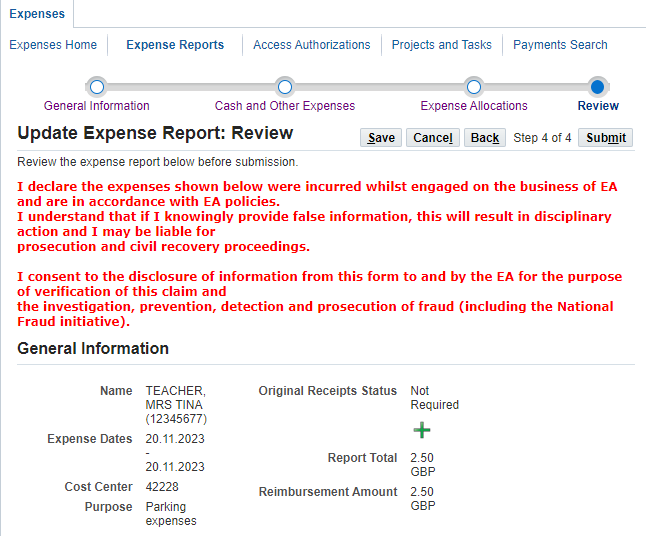 Expenses
Expenses Home Expense Reports Access Authorizations Projects and Tasks Payments Search
General Information Cash and Other Expenses Expense Allocations Review
Update Expense Report: Review Save Cancel Back Step 4 of 4 Submit
Review the expense report below before submission.
I declare the expenses shown below were incurred whilst engaged on the business of EA
and are in accordance with EA policies.
I understand that if I knowingly provide false information, this will result in disciplinary
action and I may be liable for
prosecution and civil recovery proceedings.
I consent to the disclosure of information from this form to and by the EA for the purpose
of verification of this claim and
the investigation, prevention, detection and prosecution of fraud (including the National
Fraud initiative).
General Information
Name TEACHER,
MRS TINA
(12345677)
Expense Dates 20.11.2023
-
20.11.2023
Cost Center 42228
Purpose Parking
expenses
Original Receipts Status Not
Required
Report Total 2.50
GBP
Reimbursement Amount 2.50
GBP